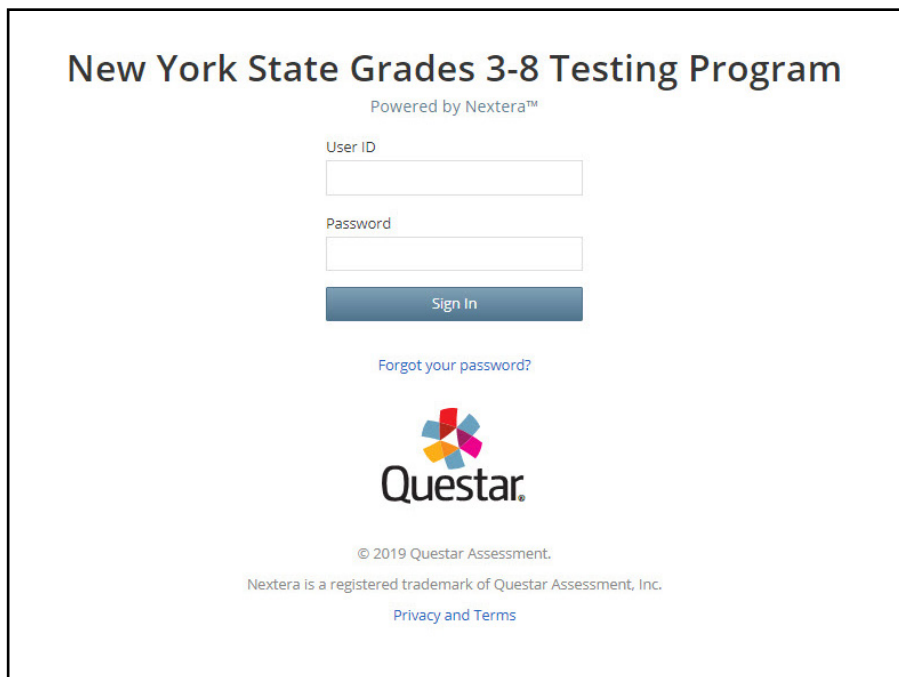 New York State Grades 3-8 Testing Program
Powered by Nextera™
User ID
Password
Sign In
Forgot your password?
Questar®
© 2019 Questar Assessment.
Nextera is a registered trademark of Questar Assessment, Inc.
Privacy and Terms